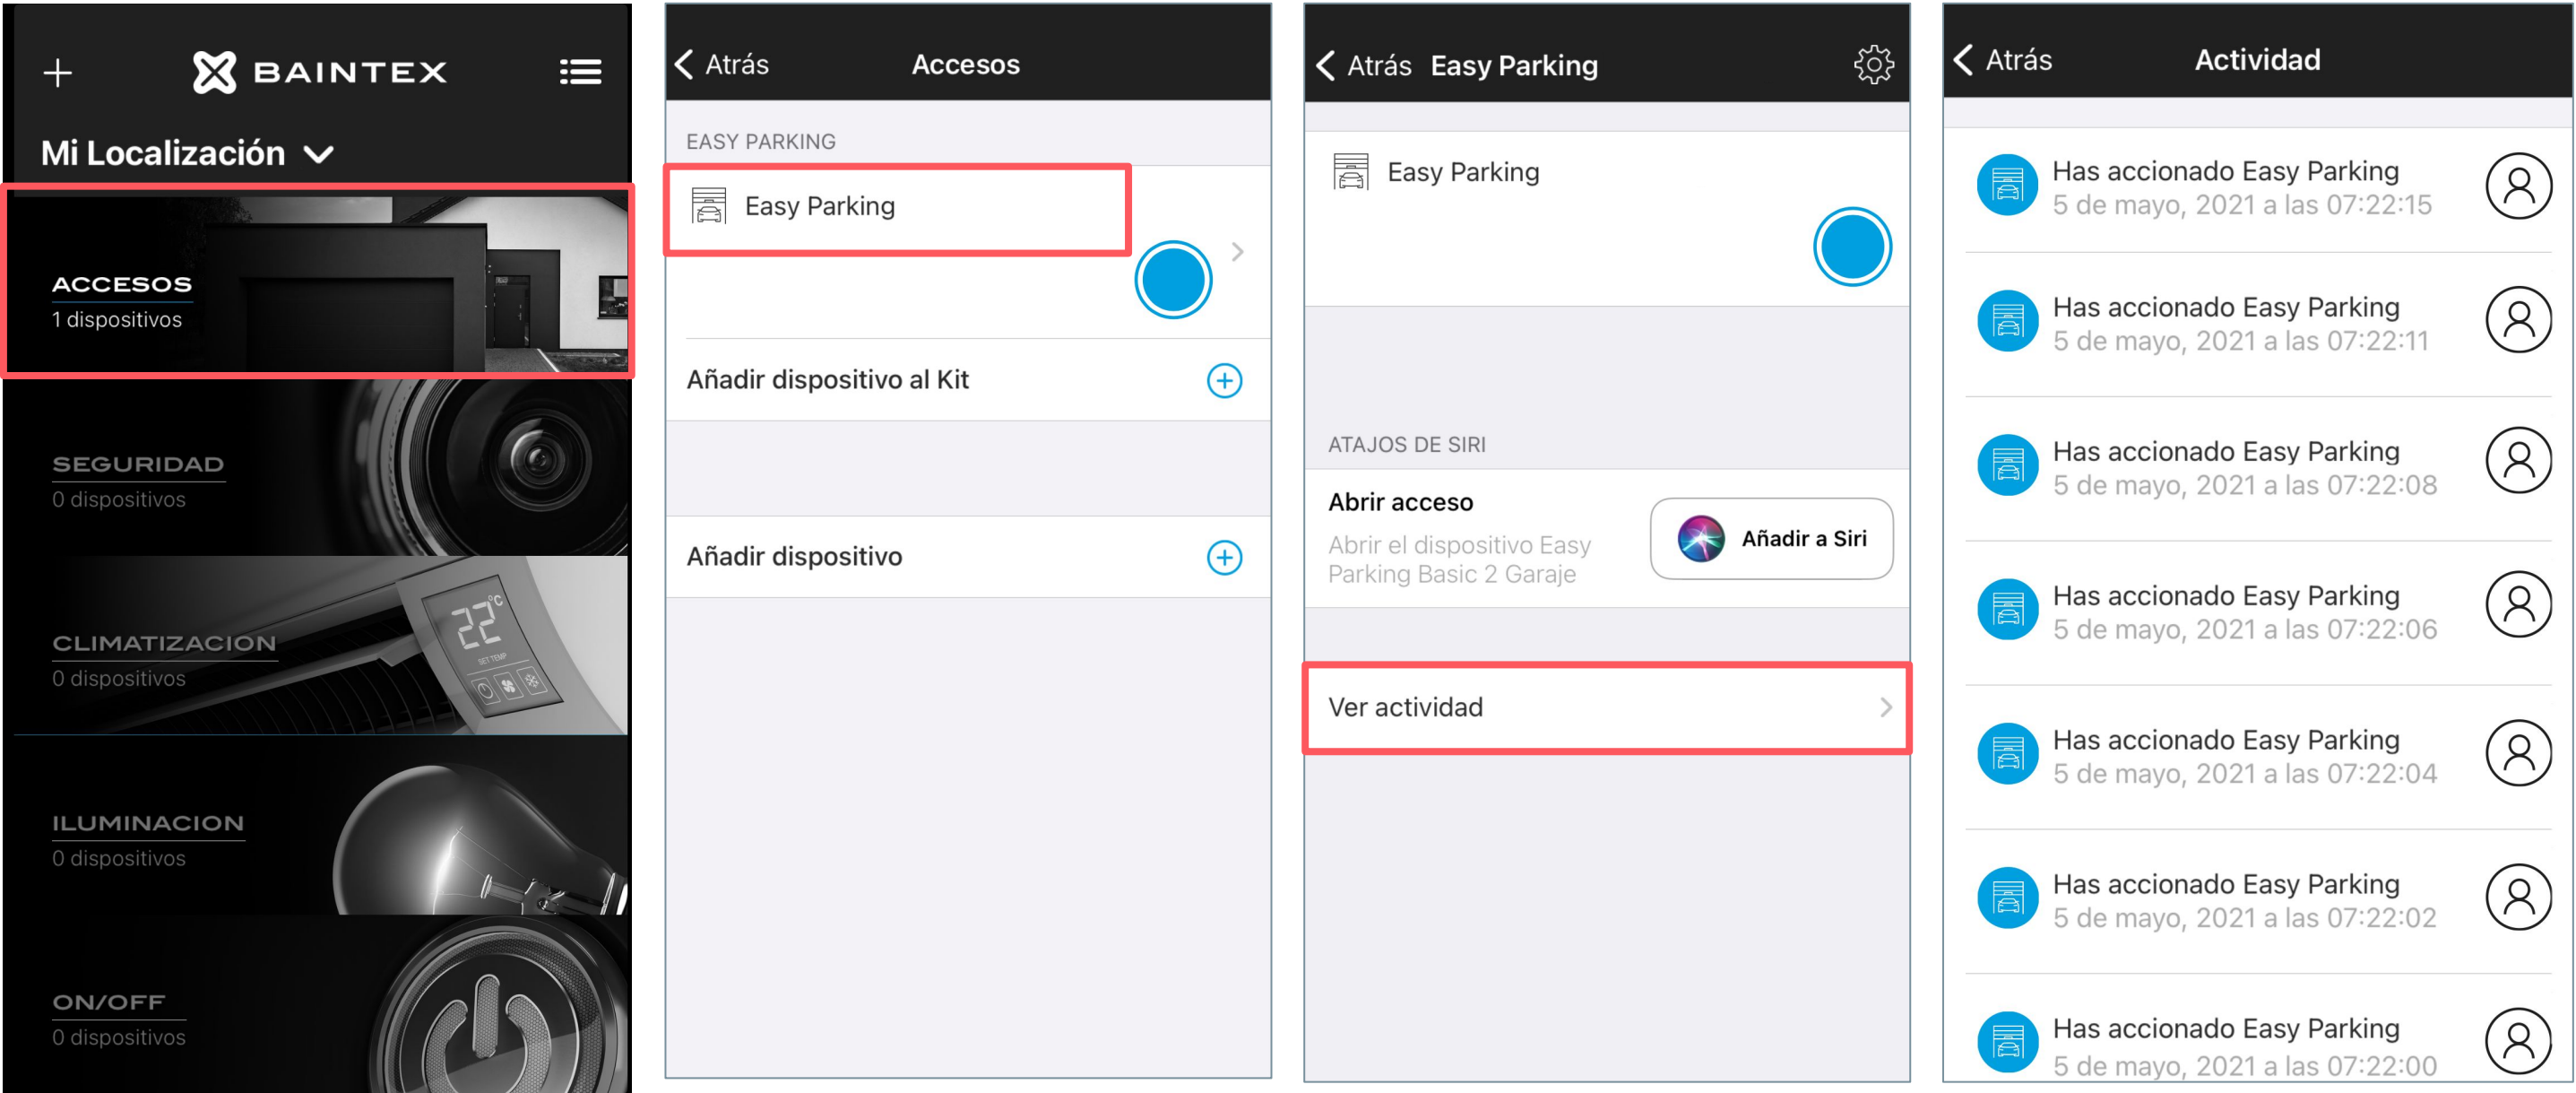 BAINTEX
Mi Localización
ACCESOS
1 dispositivos
SEGURIDAD
0 dispositivos
CLIMATIZACION
0 dispositivos
22°C
SET TEMP
ILUMINACION
0 dispositivos
ON/OFF
0 dispositivos
Atrás Accesos
EASY PARKING
Easy Parking
Añadir dispositivo al Kit
Añadir dispositivo
Atrás Easy Parking
Easy Parking
ATAJOS DE SIRI
Abrir acceso
Abrir el dispositivo Easy
Parking Basic 2 Garaje
Añadir a Siri
Ver actividad
Atrás Actividad
Has accionado Easy Parking
5 de mayo, 2021 a las 07:22:15
Has accionado Easy Parking
5 de mayo, 2021 a las 07:22:11
Has accionado Easy Parking
5 de mayo, 2021 a las 07:22:08
Has accionado Easy Parking
5 de mayo, 2021 a las 07:22:06
Has accionado Easy Parking
5 de mayo, 2021 a las 07:22:04
Has accionado Easy Parking
5 de mayo, 2021 a las 07:22:02
Has accionado Easy Parking
5 de mayo, 2021 a las 07:22:00